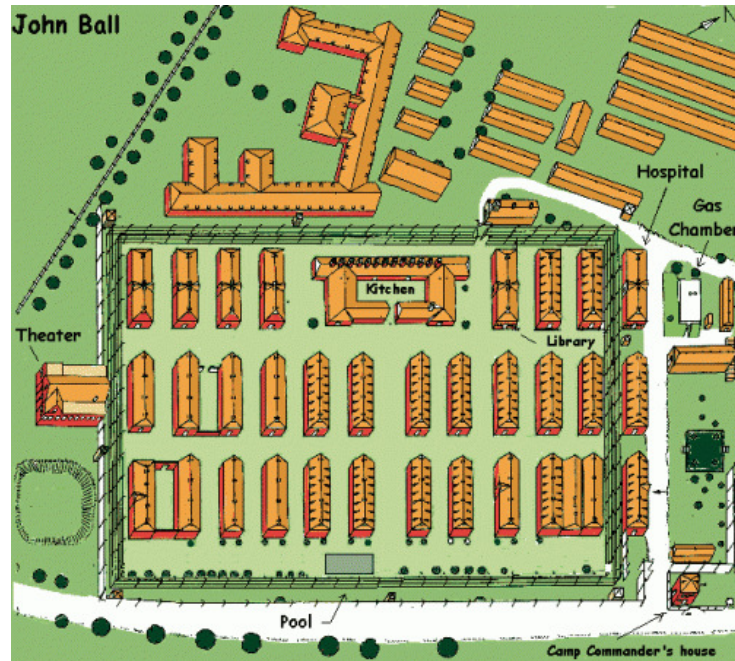 John Ball
N
Hospital
Gas
Chamber
Kitchen
Library
Theater
Pool
Camp Commander's house